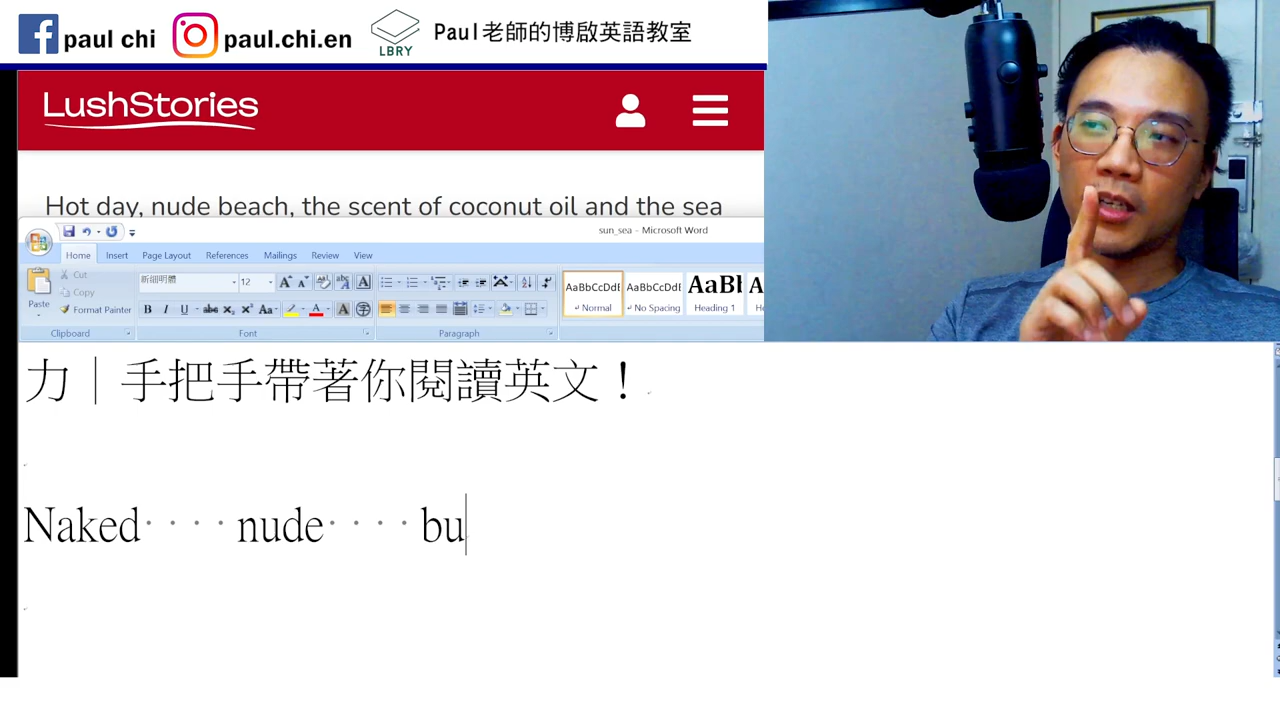 paul chi paul.chi.en LBRY Paul老師的博啟英語教室
LushStories
Hot day, nude beach, the scent of coconut oil and the sea
sun_sea - Microsoft Word
Home Insert Page Layout References Mailings Review View
Paste
Cut
Copy
Format Painter
Clipboard
新細明體 12
Font
Paragraph
AaBbCcDdE AaBbCcDdE AaBbC
Normal No Spacing Heading 1
力｜手把手帶著你閱讀英文！
Naked nude bu